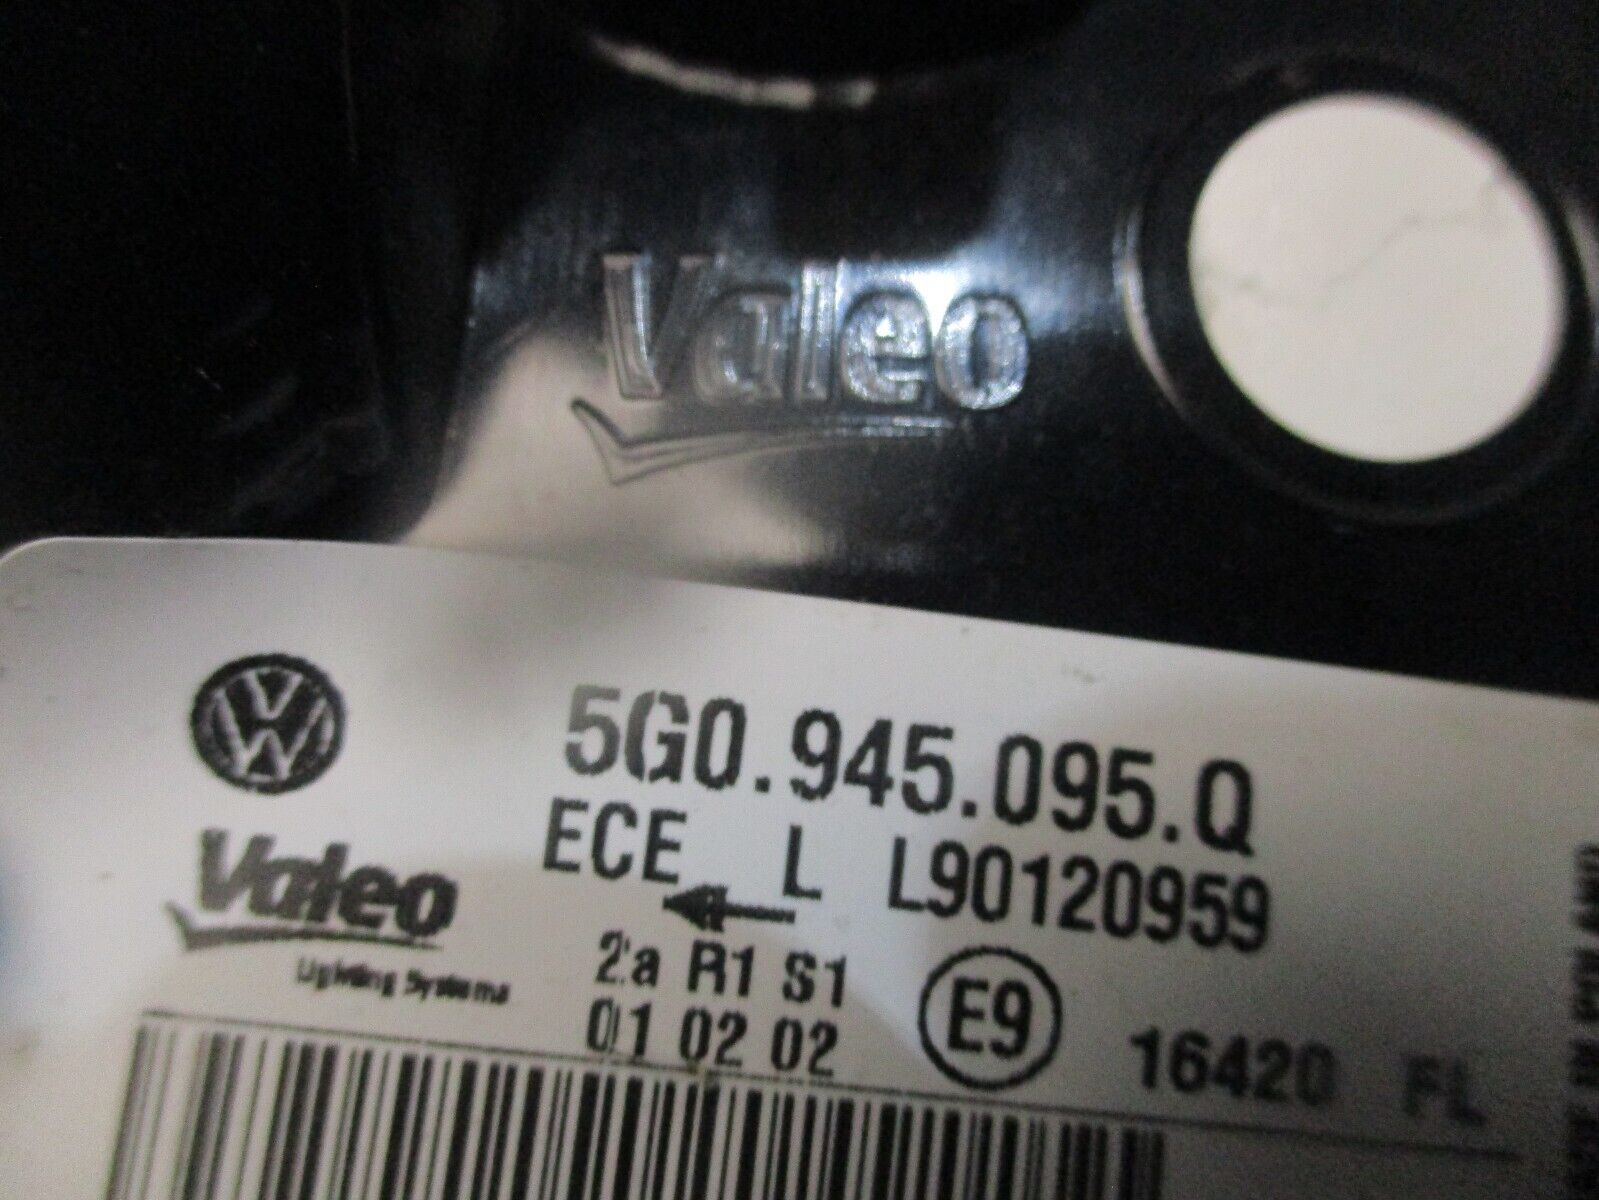 Valeo
5G0.945.095.Q
ECE L L90120959
Valeo
Lighting Systems
2a R1 S1
01 02 02
E9
16420 FL